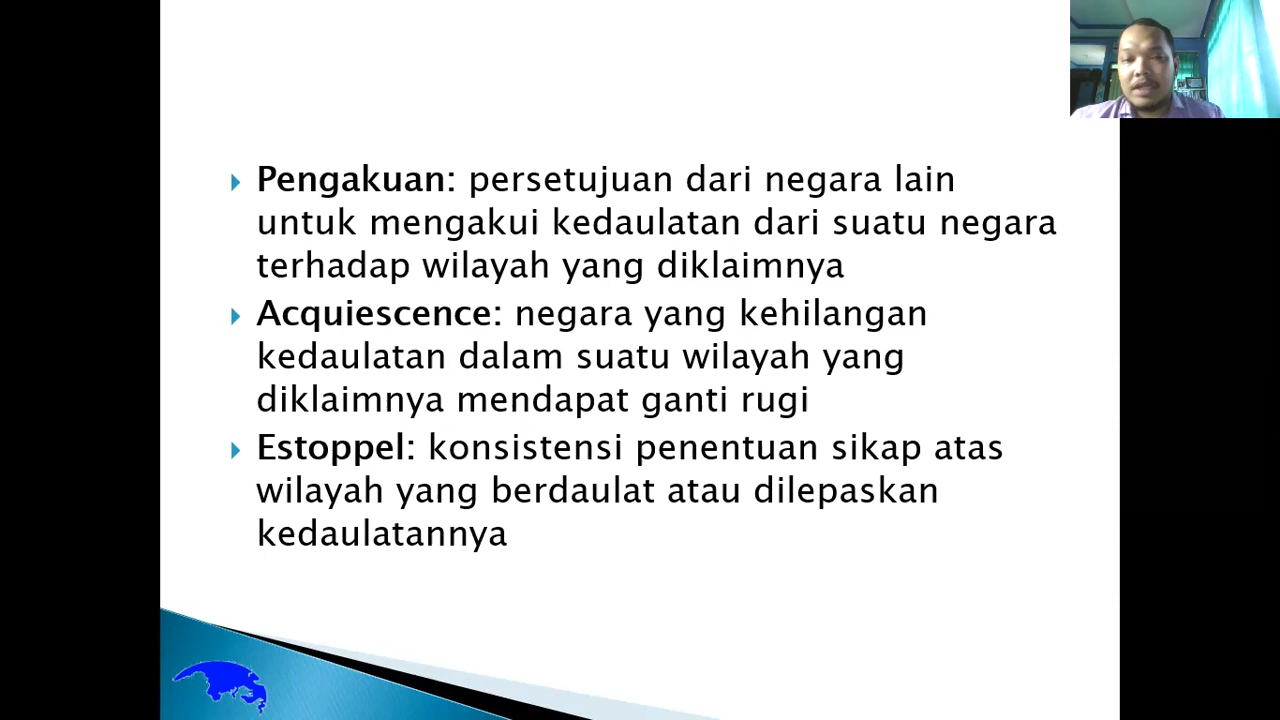 Pengakuan: persetujuan dari negara lain
untuk mengakui kedaulatan dari suatu negara
terhadap wilayah yang diklaimnya
Acquiescence: negara yang kehilangan
kedaulatan dalam suatu wilayah yang
diklaimnya mendapat ganti rugi
Estoppel: konsistensi penentuan sikap atas
wilayah yang berdaulat atau dilepaskan
kedaulatannya